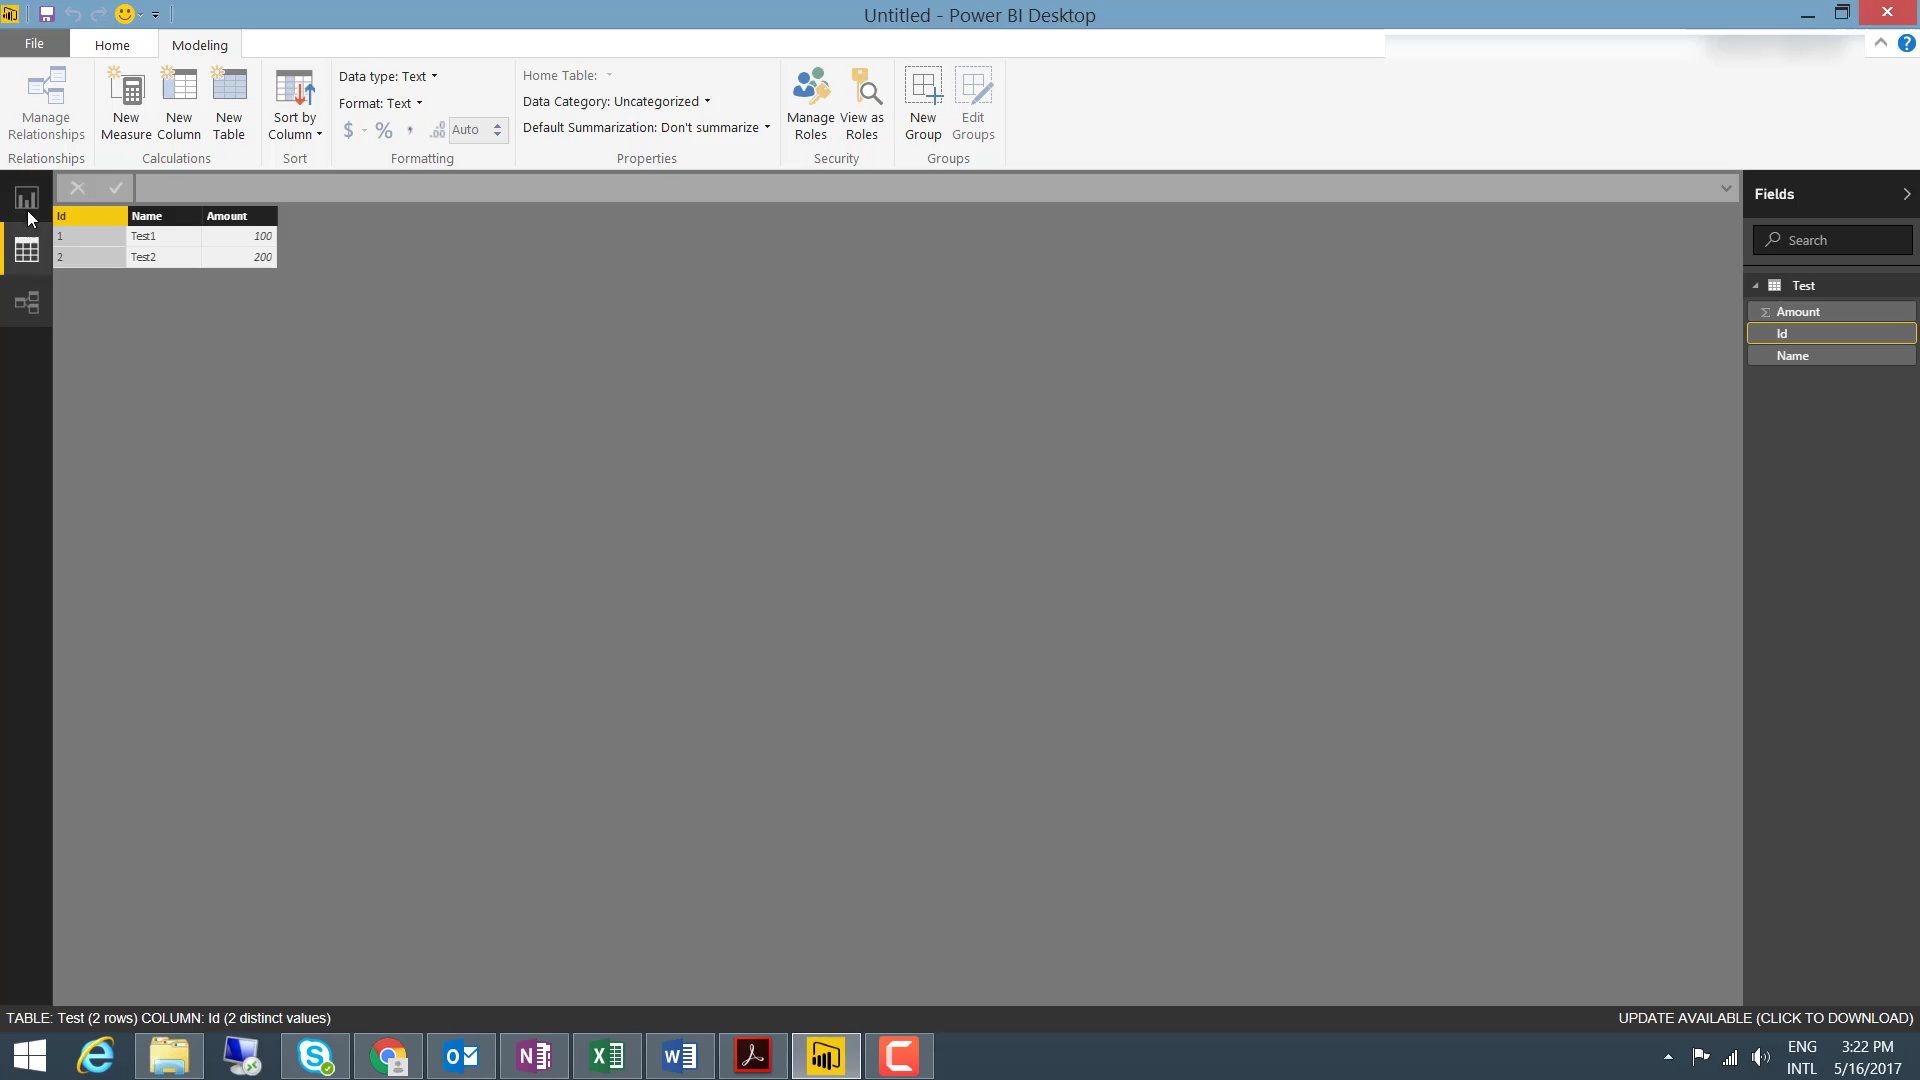 Untitled - Power BI Desktop
File
Home
Modeling
Manage
Relationships
Relationships
New
Measure
New
Column
New
Table
Calculations
Sort by
Column
Sort
Data type: Text
Format: Text
$ % , .00 Auto
Formatting
Home Table:
Data Category: Uncategorized
Default Summarization: Don't summarize
Properties
Manage
Roles
View as
Roles
Security
New
Group
Edit
Groups
Groups
Id Name Amount
1 Test1 100
2 Test2 200
Fields
Search
Test
Σ Amount
Id
Name
TABLE: Test (2 rows) COLUMN: Id (2 distinct values)
UPDATE AVAILABLE (CLICK TO DOWNLOAD)
ENG
INTL
3:22 PM
5/16/2017